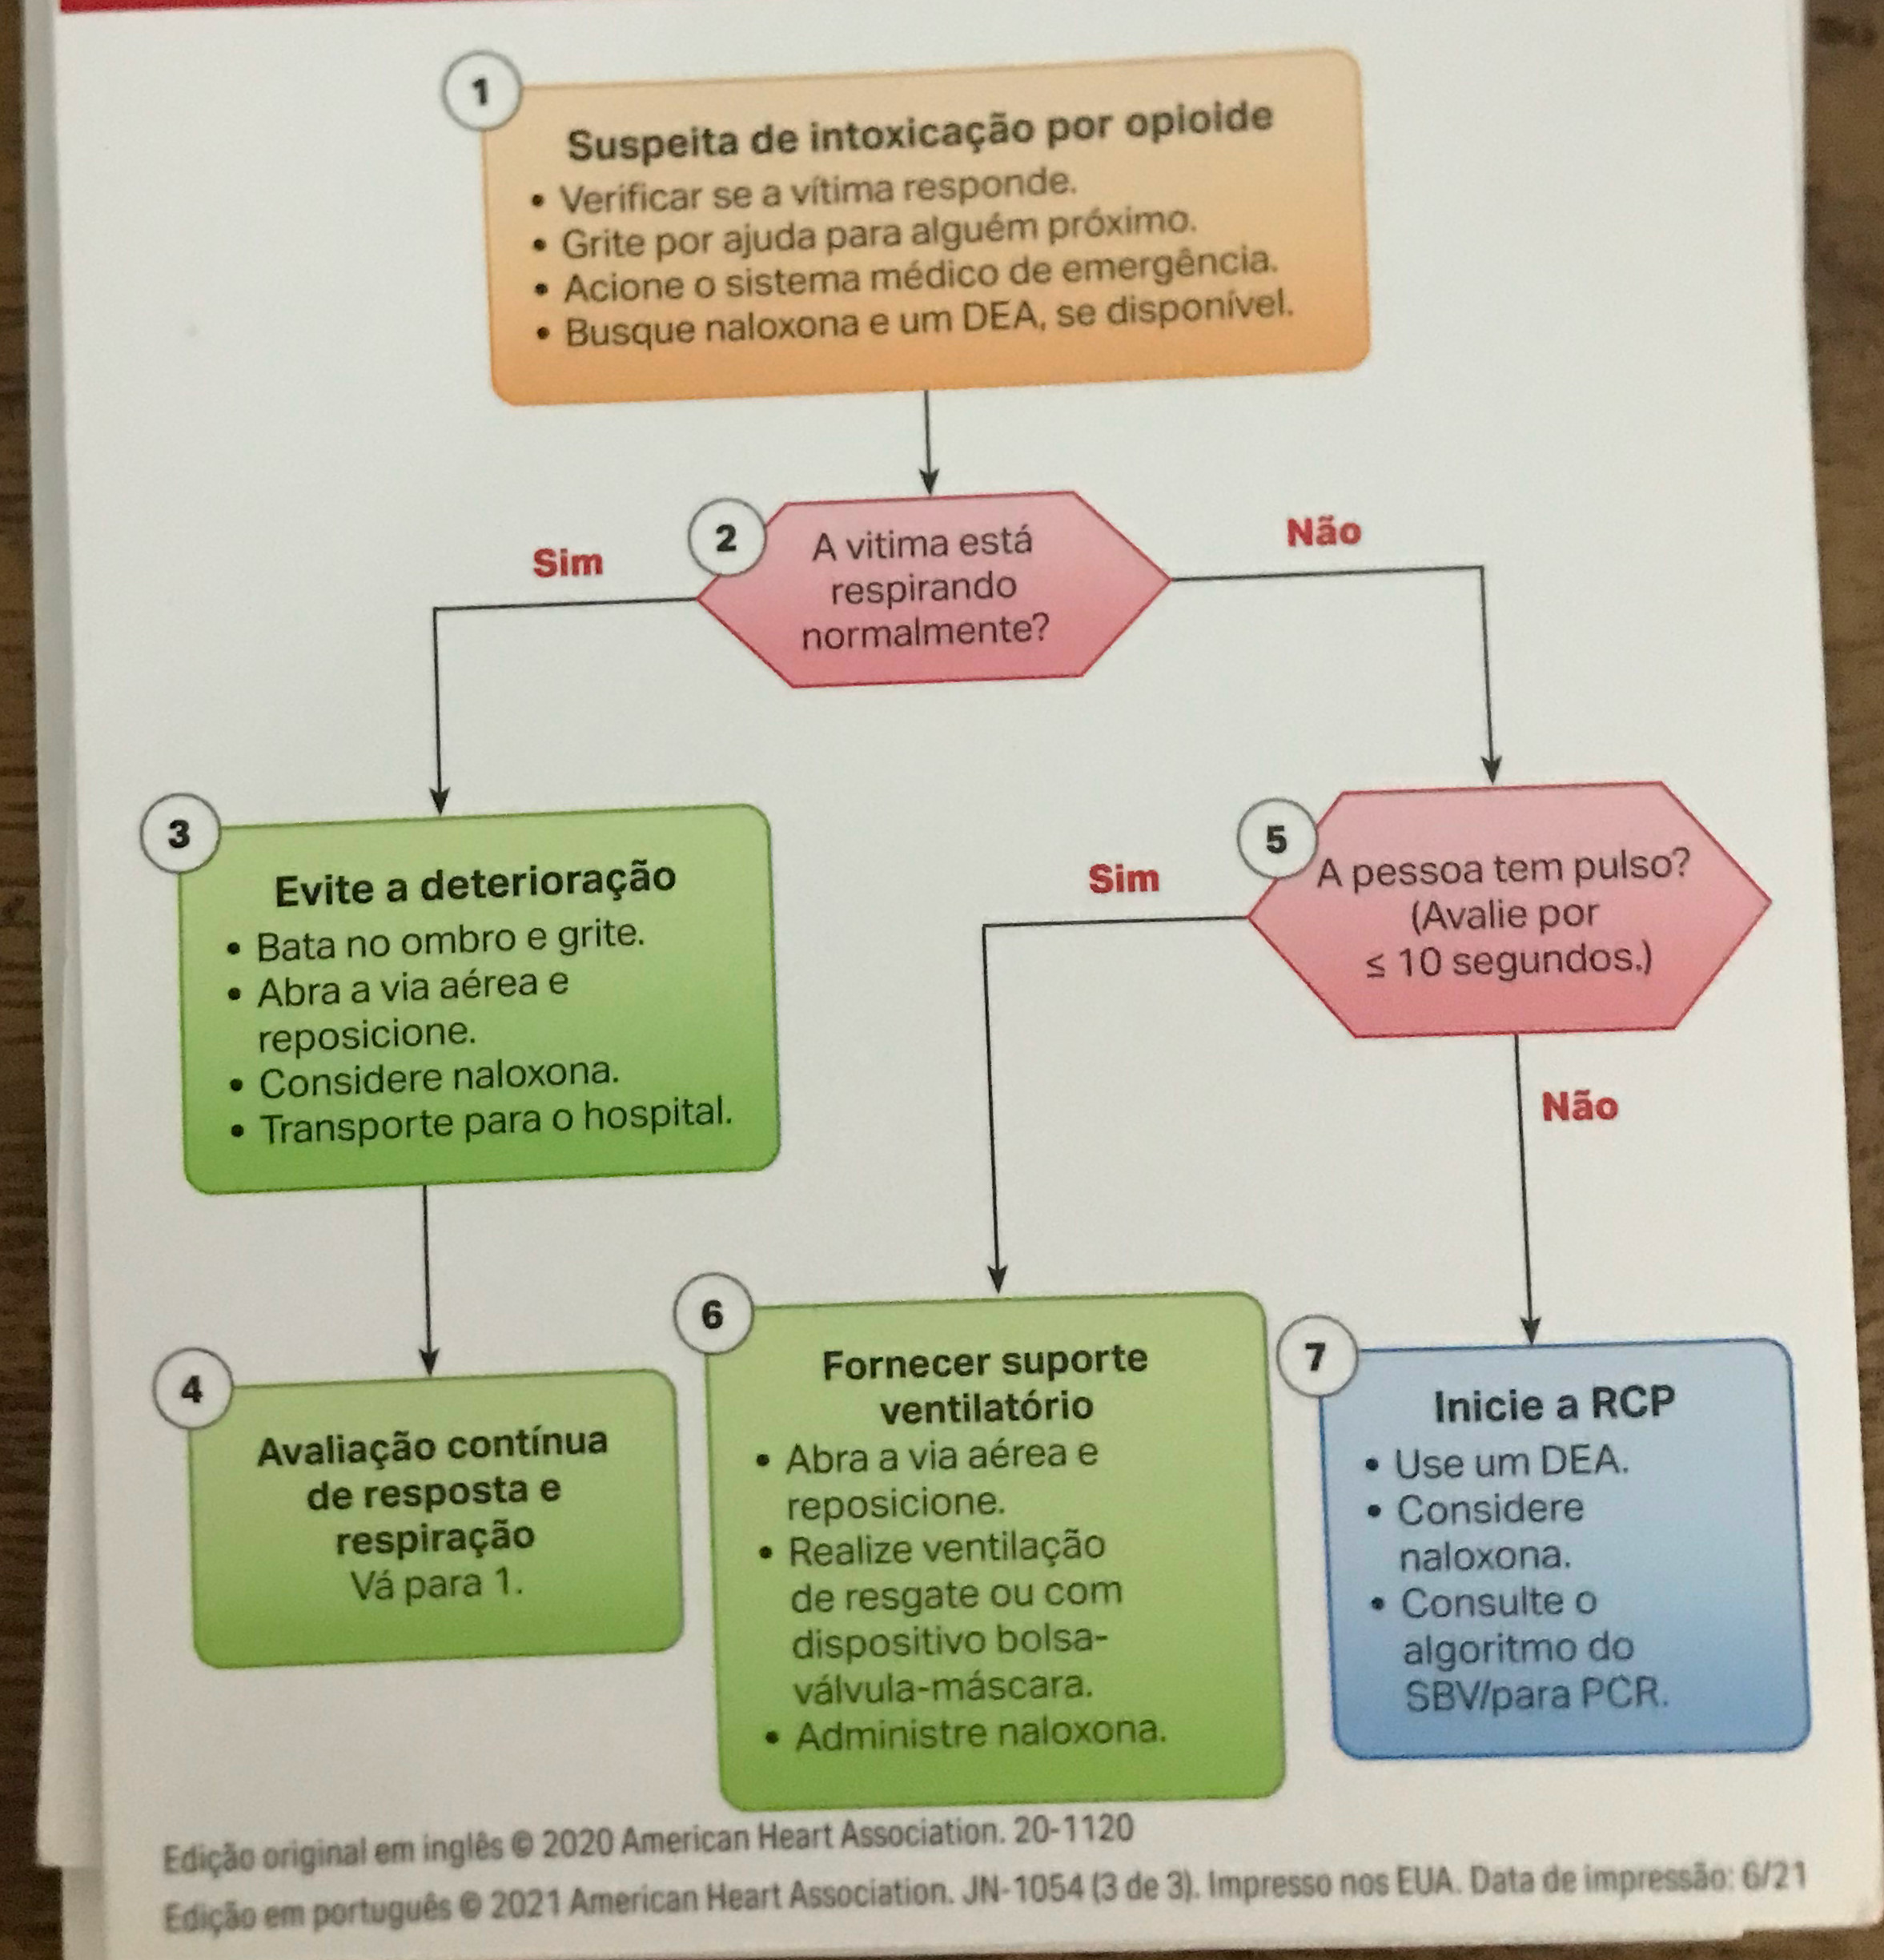 1
Suspeita de intoxicação por opioide
• Verificar se a vítima responde.
• Grite por ajuda para alguém próximo.
• Acione o sistema médico de emergência.
• Busque naloxona e um DEA, se disponível.
2
A vitima está
respirando
normalmente?
Sim
Não
3
Evite a deterioração
• Bata no ombro e grite.
• Abra a via aérea e
reposicione.
• Considere naloxona.
• Transporte para o hospital.
5
A pessoa tem pulso?
(Avalie por
≤ 10 segundos.)
Sim
Não
4
Avaliação contínua
de resposta e
respiração
Vá para 1.
6
Fornecer suporte
ventilatório
• Abra a via aérea e
reposicione.
• Realize ventilação
de resgate ou com
dispositivo bolsa-
válvula-máscara.
• Administre naloxona.
7
Inicie a RCP
• Use um DEA.
• Considere
naloxona.
• Consulte o
algoritmo do
SBV/para PCR.
Edição original em inglês © 2020 American Heart Association. 20-1120
Edição em português © 2021 American Heart Association. JN-1054 (3 de 3). Impresso nos EUA. Data de impressão: 6/21